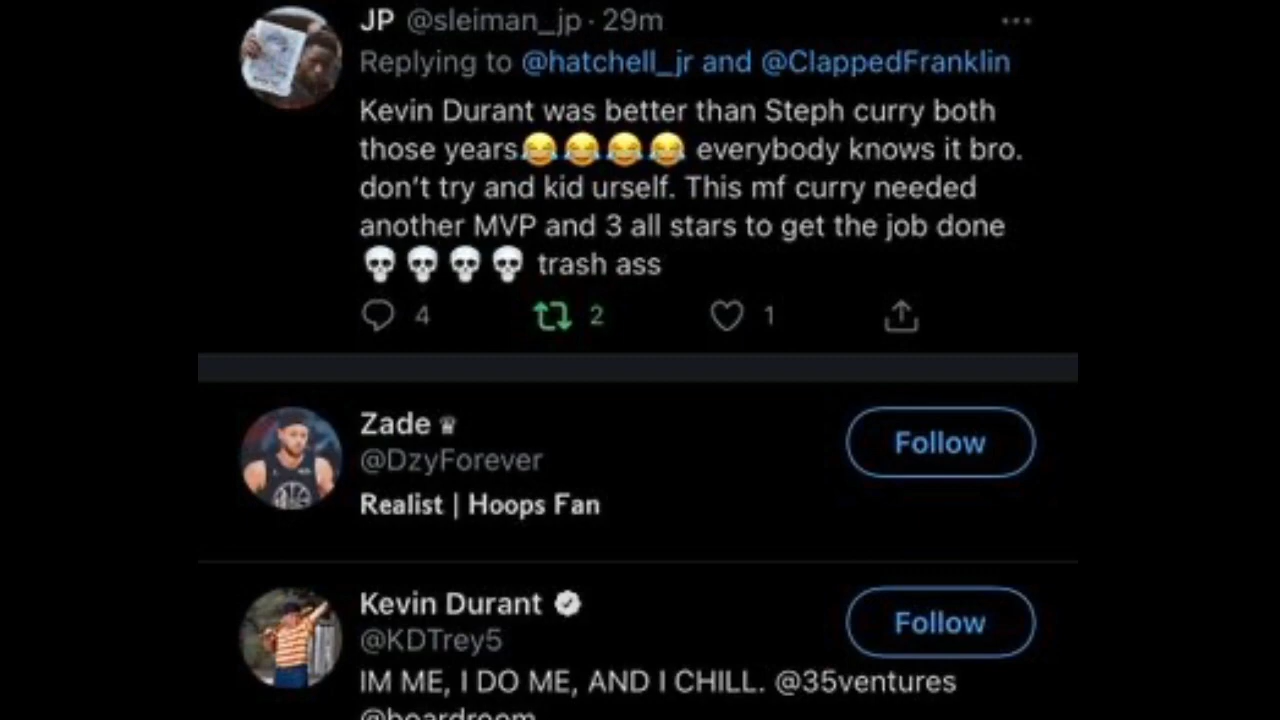 JP @sleiman_jp · 29m
Replying to @hatchell_jr and @ClappedFranklin
Kevin Durant was better than Steph curry both
those years😂😂😂😂 everybody knows it bro.
don't try and kid urself. This mf curry needed
another MVP and 3 all stars to get the job done
💀💀💀💀 trash ass
4 2 1
Zade ♛
Follow
@DzyForever
Realist | Hoops Fan
Kevin Durant
Follow
@KDTrey5
IM ME, I DO ME, AND I CHILL. @35ventures
@boardroom